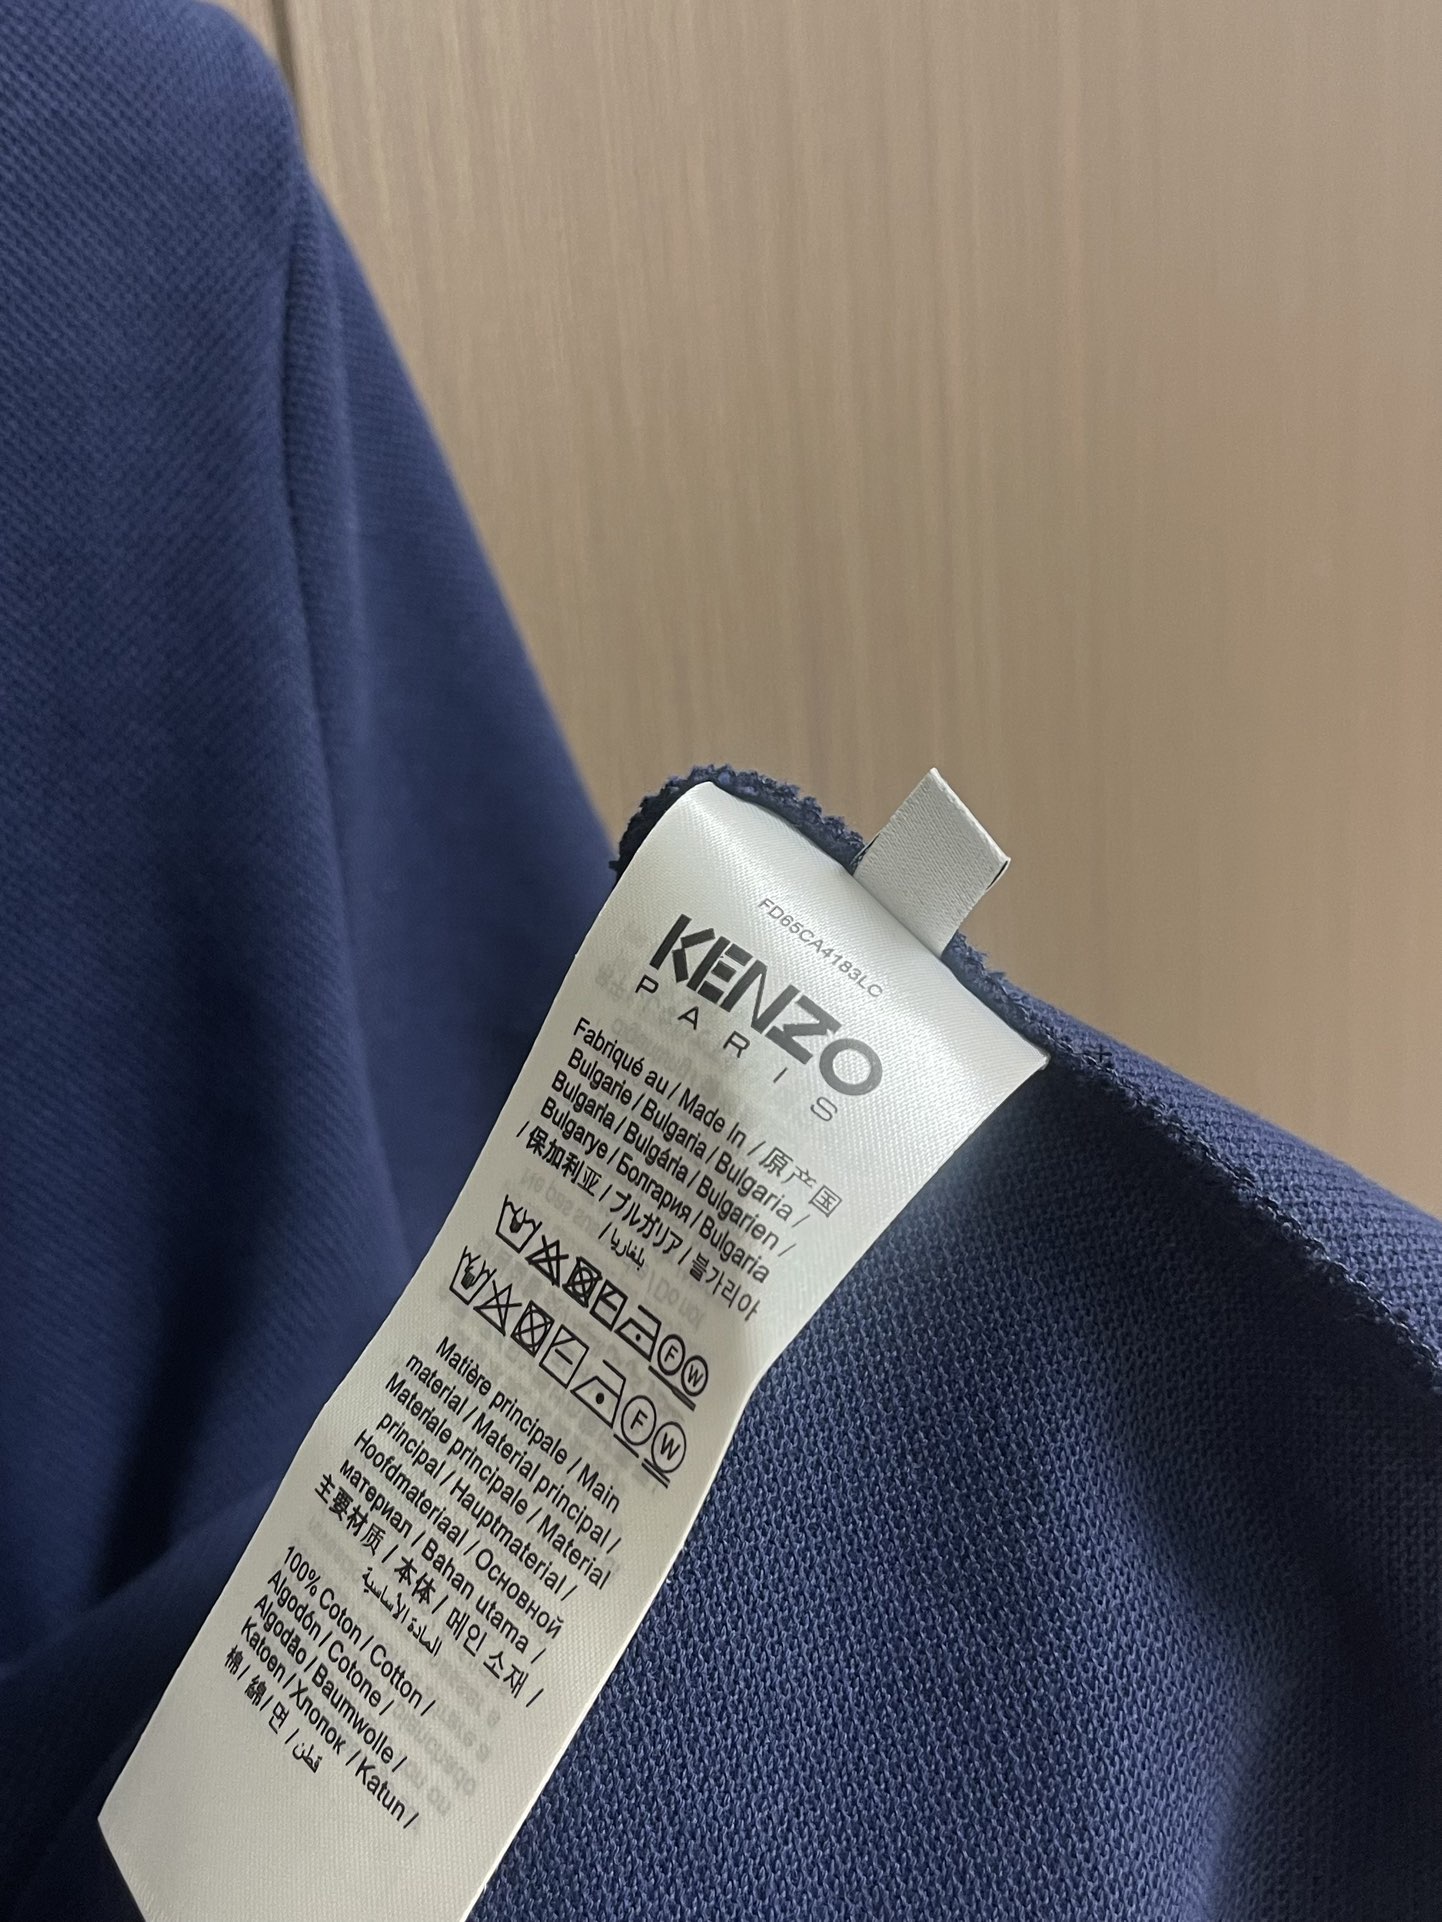 FD65CA4183LC
KENZO
PARIS
Fabriqué au / Made In / 原产国
Bulgarie / Bulgaria / Bulgaria /
Bulgaria / Bulgária / Bulgarien /
Bulgarye / Болгария / Bulgaria
/ 保加利亚 / ブルガリア / 불가리아
/ بلغاريا
F W
F W
Matière principale / Main
material / Material principal /
Materiale principale / Material
principal / Hauptmaterial /
Hoofdmateriaal / Основной
материал / Bahan utama /
主要材质 / 本体 / 메인 소재 /
المادة الأساسية
100% Coton / Cotton /
Algodón / Cotone /
Algodão / Baumwolle /
Katoen / Хлопок / Katun /
棉 / 綿 / 면 / قطن